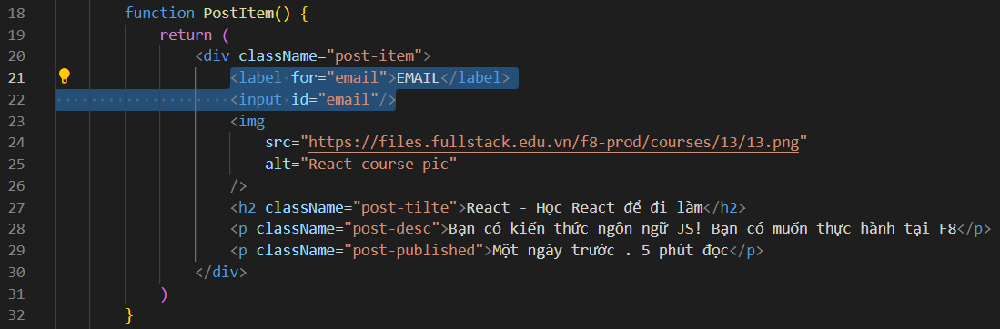 18 function PostItem() {
19 return (
20 <div className="post-item">
21 <label for="email">EMAIL</label>
22 <input id="email"/>
23 <img
24 src="https://files.fullstack.edu.vn/f8-prod/courses/13/13.png"
25 alt="React course pic"
26 />
27 <h2 className="post-tilte">React - Học React để đi làm</h2>
28 <p className="post-desc">Bạn có kiến thức ngôn ngữ JS! Bạn có muốn thực hành tại F8</p>
29 <p className="post-published">Một ngày trước . 5 phút đọc</p>
30 </div>
31 )
32 }